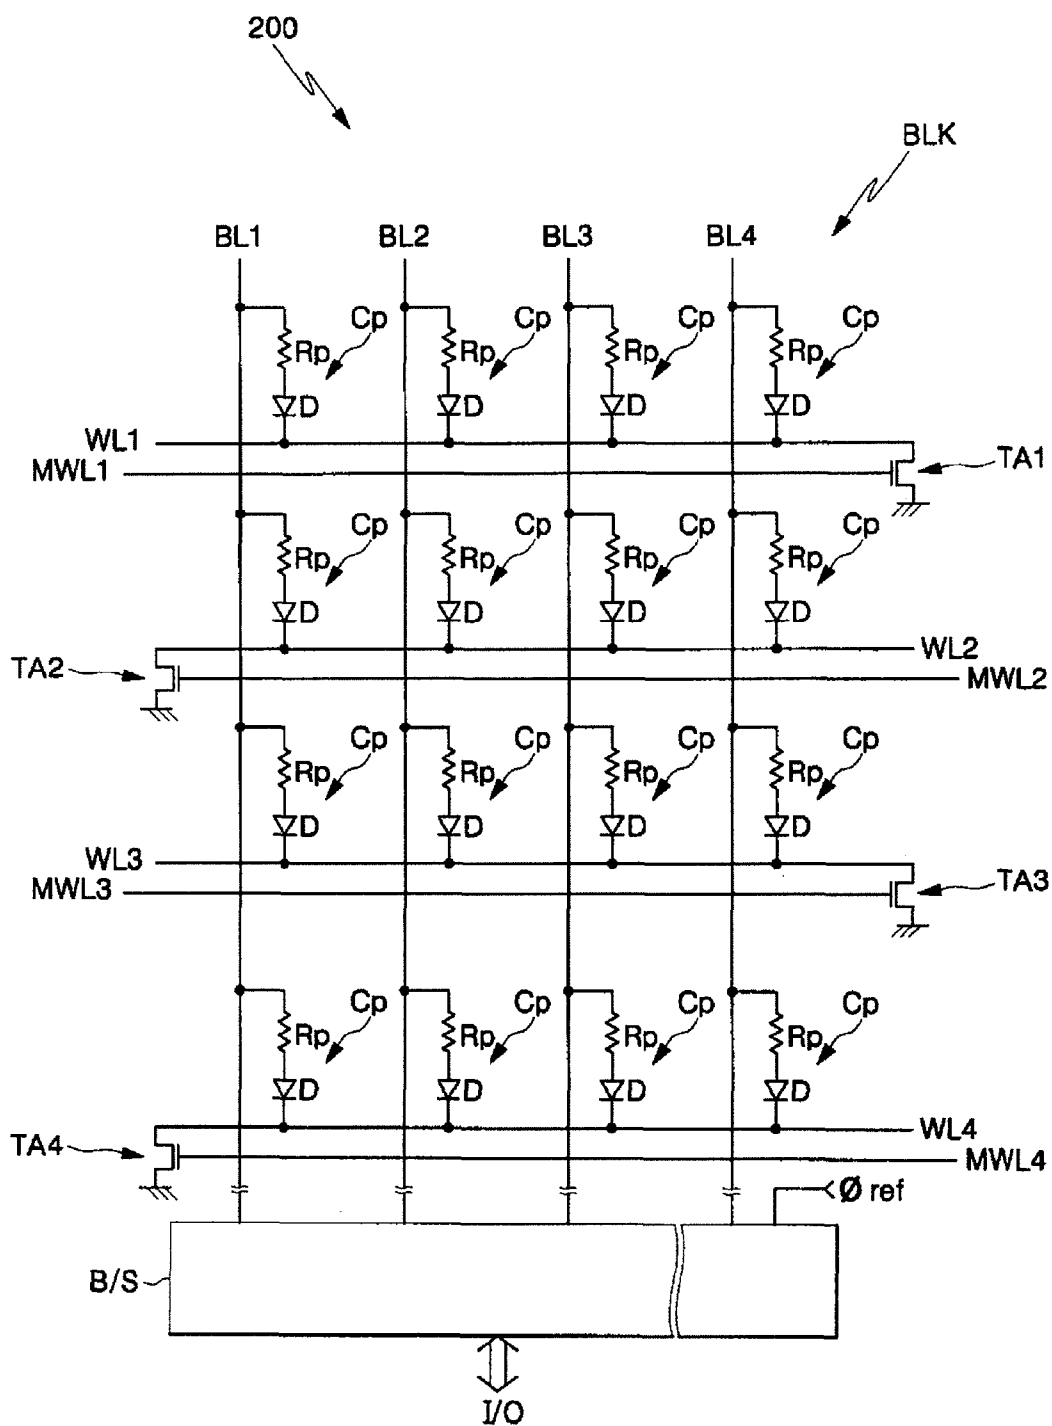 200
BLK
BL1 BL2 BL3 BL4
Cp Cp Cp Cp
Rp Rp Rp Rp
D D D D
WL1
MWL1 TA1
Cp Cp Cp Cp
Rp Rp Rp Rp
D D D D
WL2
TA2 MWL2
Cp Cp Cp Cp
Rp Rp Rp Rp
D D D D
WL3
MWL3 TA3
Cp Cp Cp Cp
Rp Rp Rp Rp
D D D D
WL4
TA4 MWL4
Ø ref
B/S
I/O